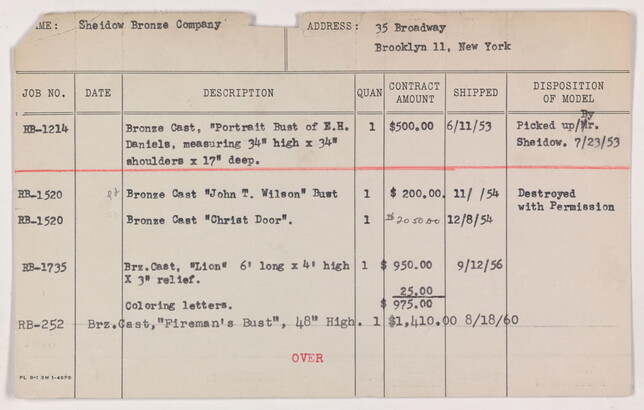 ME: Sheidow Bronze Company ADDRESS: 35 Broadway
Brooklyn 11, New York
JOB NO. DATE DESCRIPTION QUAN CONTRACT AMOUNT SHIPPED DISPOSITION OF MODEL
RB-1214 Bronze Cast, "Portrait Bust of E.H. 1 $500.00 6/11/53 Picked up/By Mr.
Daniels, measuring 34" high x 34" Sheidow. 7/23/53
shoulders x 17" deep.
RB-1520 Bronze Cast "John T. Wilson" Bust 1 $ 200.00 11/ /54 Destroyed
with Permission
RB-1520 Bronze Cast "Christ Door". 1 $2050.00 12/8/54
RB-1735 Brz.Cast, "Lion" 6' long x 4' high 1 $ 950.00 9/12/56
X 3" relief.
25.00
Coloring letters. $ 975.00
RB-252 Brz.Cast,"Fireman's Bust", 48" High. 1 $1,410.00 8/18/60
OVER